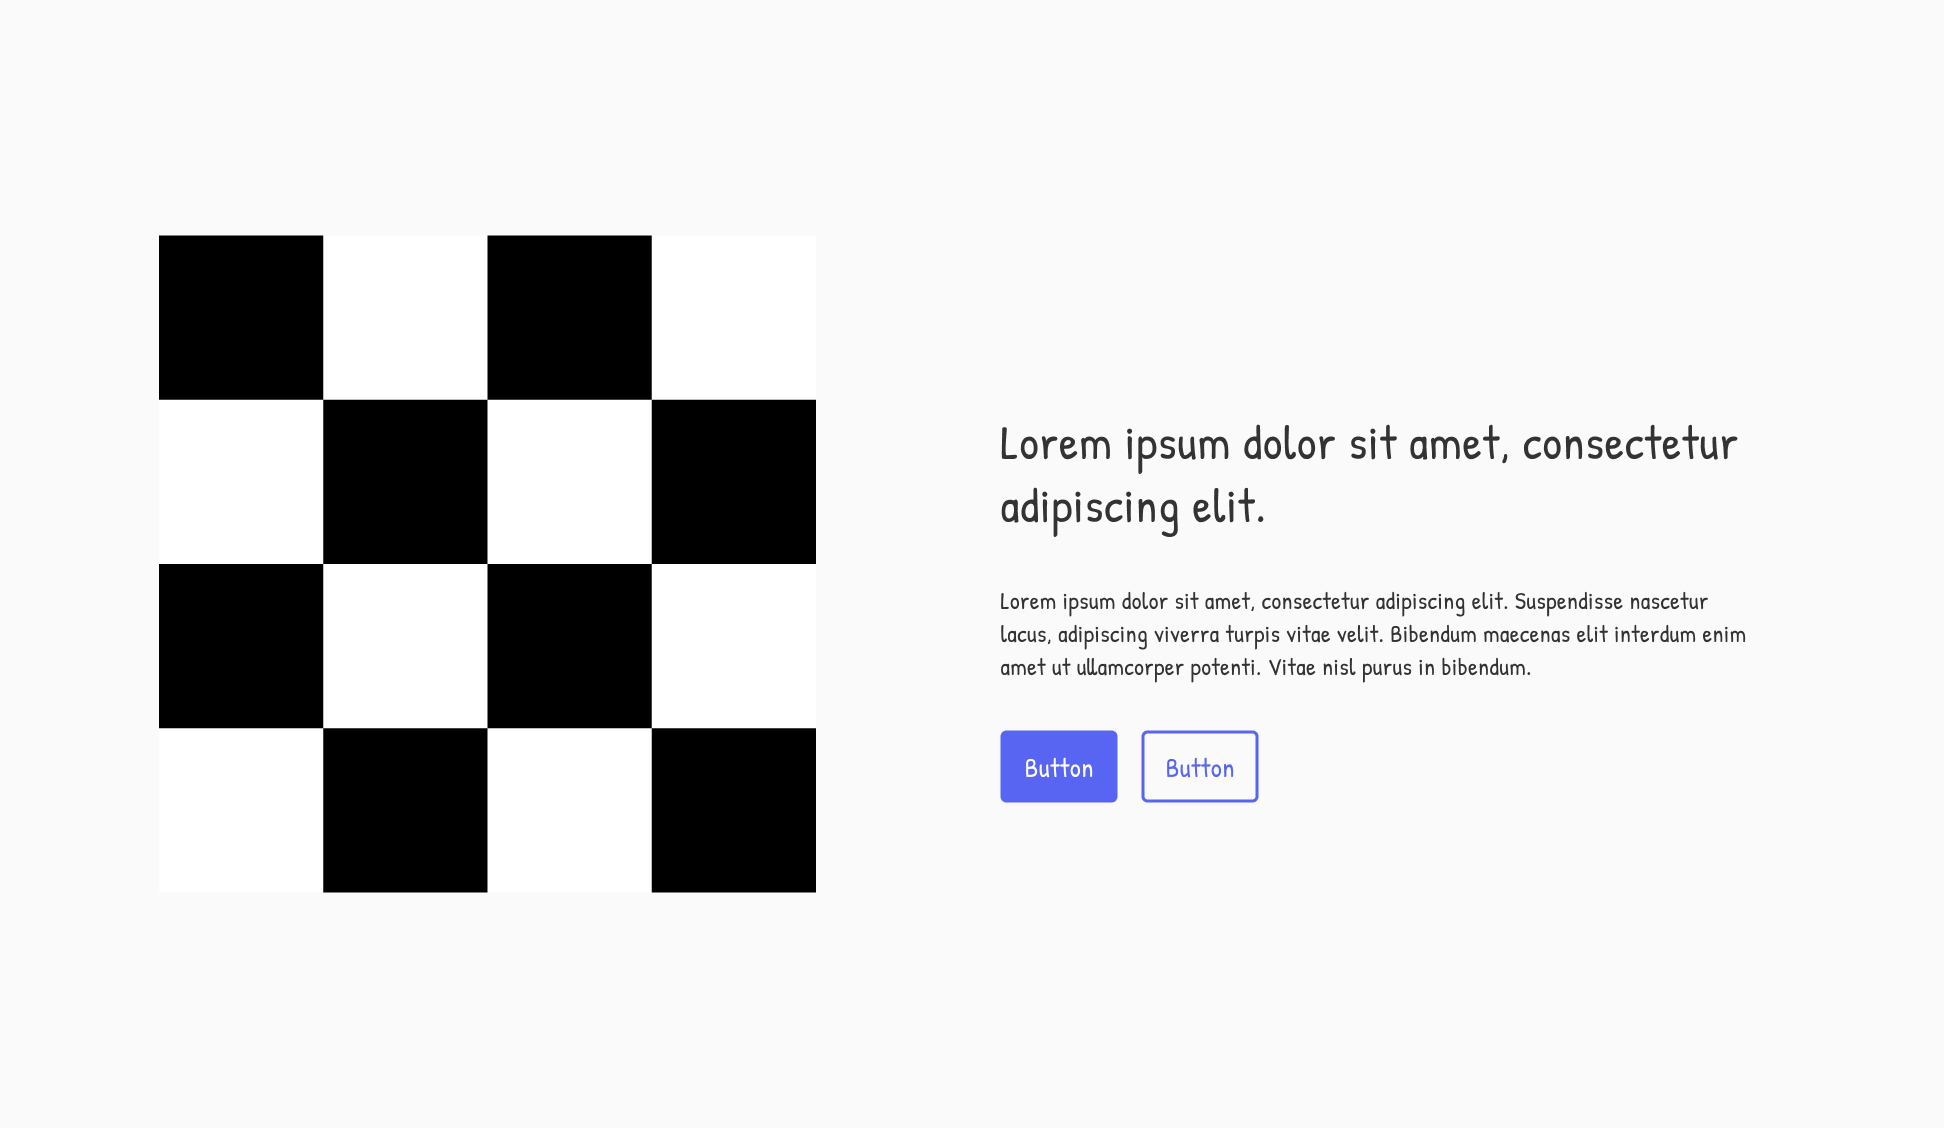 Lorem ipsum dolor sit amet, consectetur
adipiscing elit.
Lorem ipsum dolor sit amet, consectetur adipiscing elit. Suspendisse nascetur
lacus, adipiscing viverra turpis vitae velit. Bibendum maecenas elit interdum enim
amet ut ullamcorper potenti. Vitae nisl purus in bibendum.
Button Button